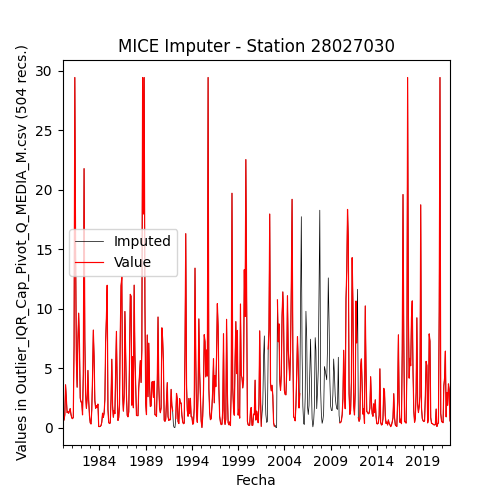 MICE Imputer - Station 28027030
Values in Outlier_IQR_Cap_Pivot_Q_MEDIA_M.csv (504 recs.)
30
25
20
15
10
5
0
Imputed
Value
1984 1989 1994 1999 2004 2009 2014 2019
Fecha